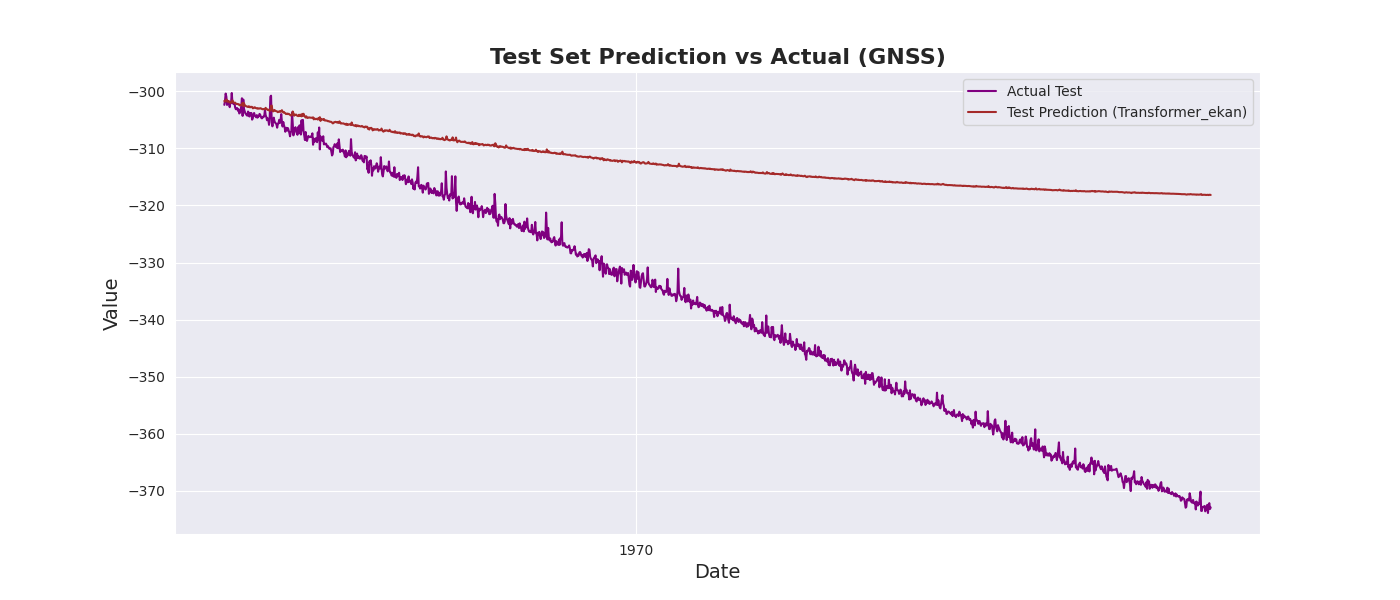 Test Set Prediction vs Actual (GNSS)
Actual Test
Test Prediction (Transformer_ekan)
Value
−300
−310
−320
−330
−340
−350
−360
−370
1970
Date